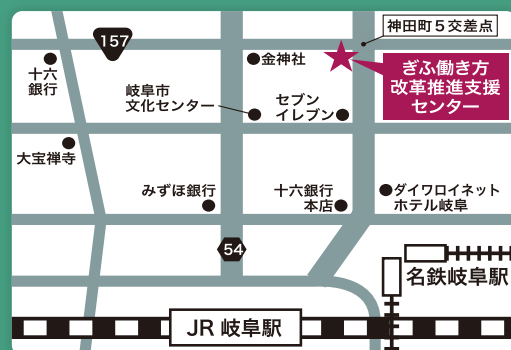 神田町5交差点
157
金神社
ぎふ働き方
改革推進支援
センター
十六
銀行
岐阜市
文化センター
セブン
イレブン
大宝禅寺
みずほ銀行
十六銀行
本店
ダイワロイネット
ホテル岐阜
54
名鉄岐阜駅
JR 岐阜駅